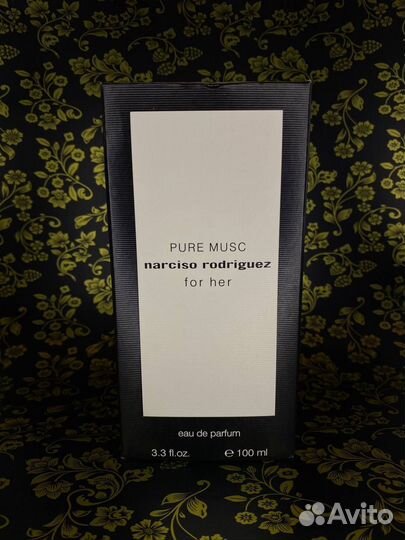 PURE MUSC
narciso rodriguez
for her
eau de parfum
3.3 fl.oz. ℮ 100 ml
Avito